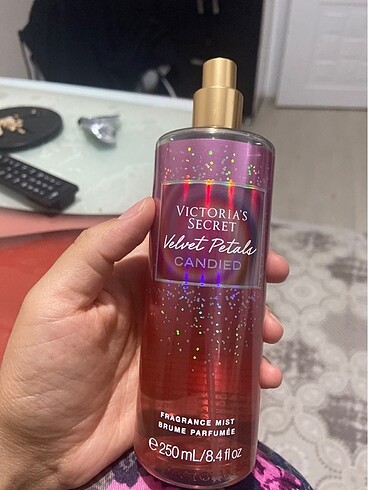 VICTORIA'S
SECRET
Velvet Petals
CANDIED
FRAGRANCE MIST
BRUME PARFUMÉE
℮ 250 mL/8.4 fl oz